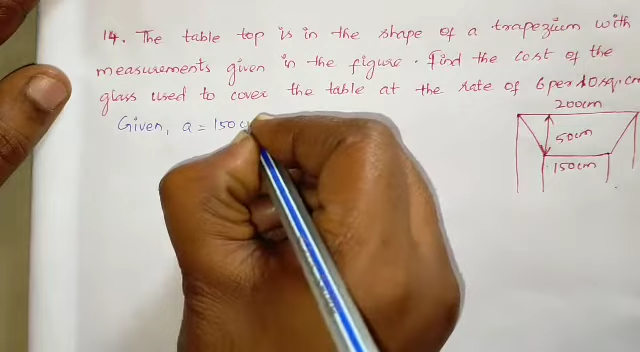 14. The table top is in the shape of a trapezium with
measurements given in the figure. Find the cost of the
glass used to cover the table at the rate of 6 per 10 sq. cm
200cm
Given, a = 150
50cm
150cm